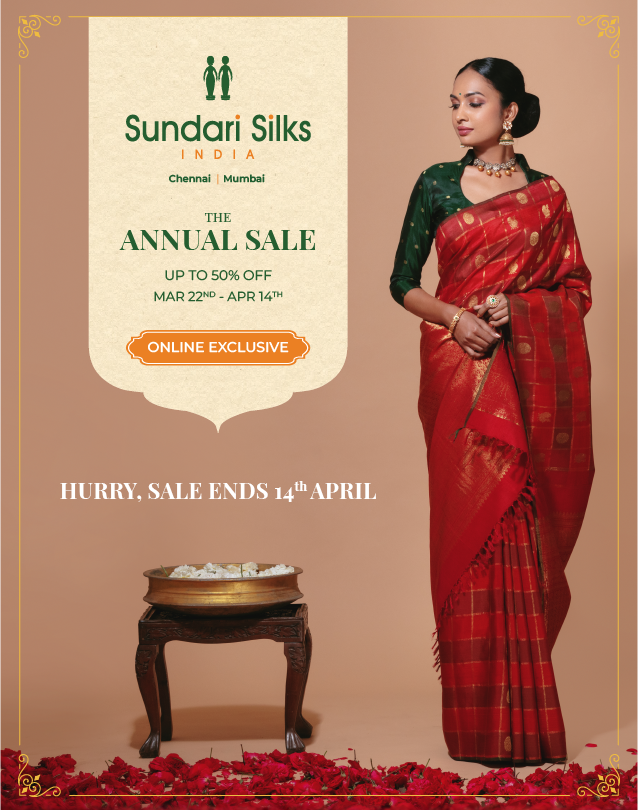 Sundari Silks
INDIA
Chennai | Mumbai
THE
ANNUAL SALE
UP TO 50% OFF
MAR 22ND - APR 14TH
ONLINE EXCLUSIVE
HURRY, SALE ENDS 14th APRIL